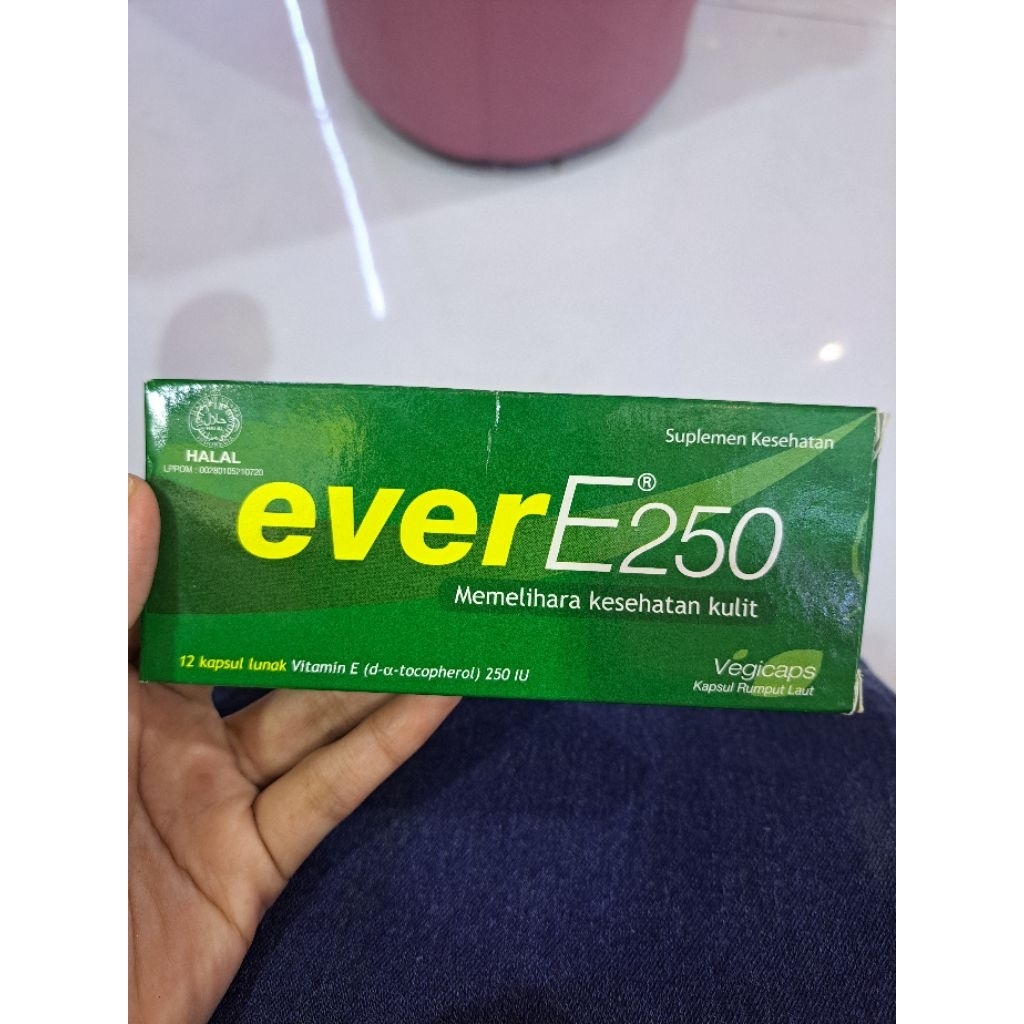 HALAL
LPPOM : 00280105210720
Suplemen Kesehatan
everE®250
Memelihara kesehatan kulit
12 kapsul lunak Vitamin E (d-α-tocopherol) 250 IU
Vegicaps
Kapsul Rumput Laut